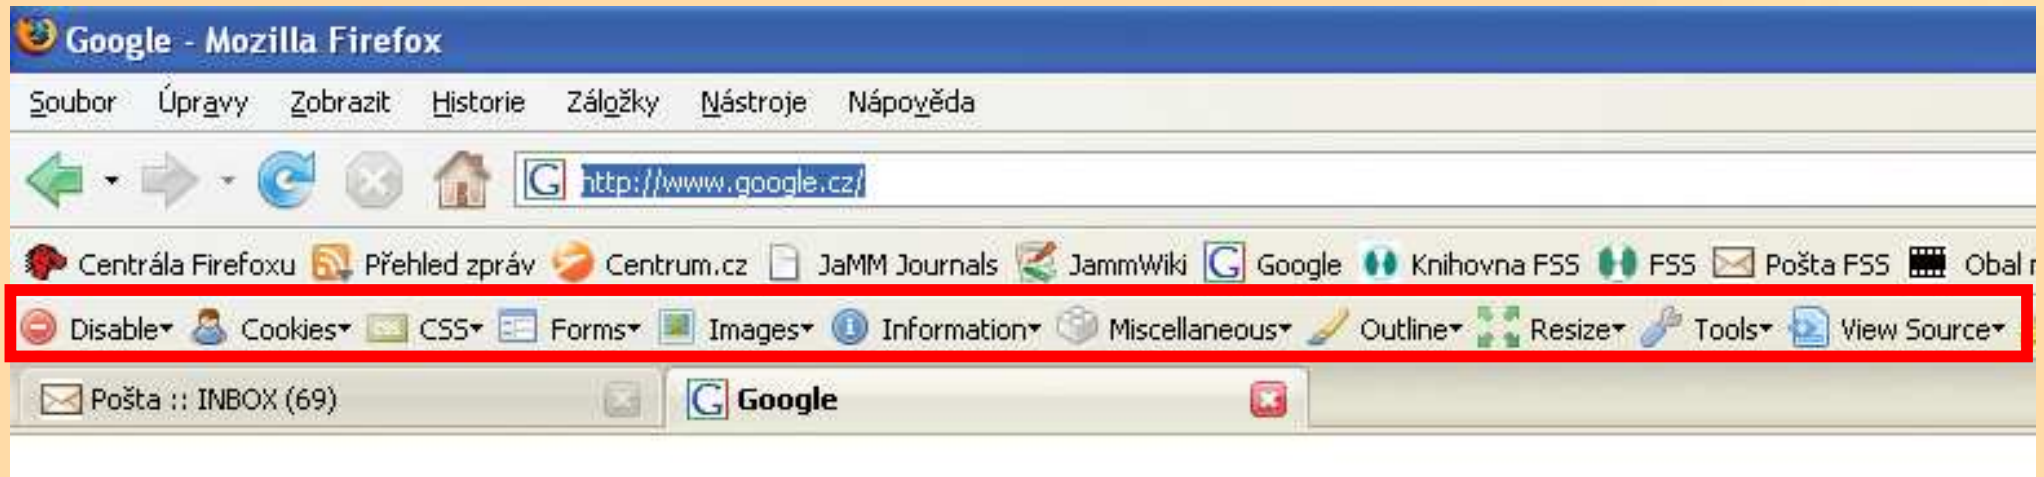 Google - Mozilla Firefox
Soubor Úpravy Zobrazit Historie Záložky Nástroje Nápověda
http://www.google.cz/
Centrála Firefoxu Přehled zpráv Centrum.cz JaMM Journals JammWiki Google Knihovna FSS FSS Pošta FSS Obal
Disable Cookies CSS Forms Images Information Miscellaneous Outline Resize Tools View Source
Pošta :: INBOX (69) Google